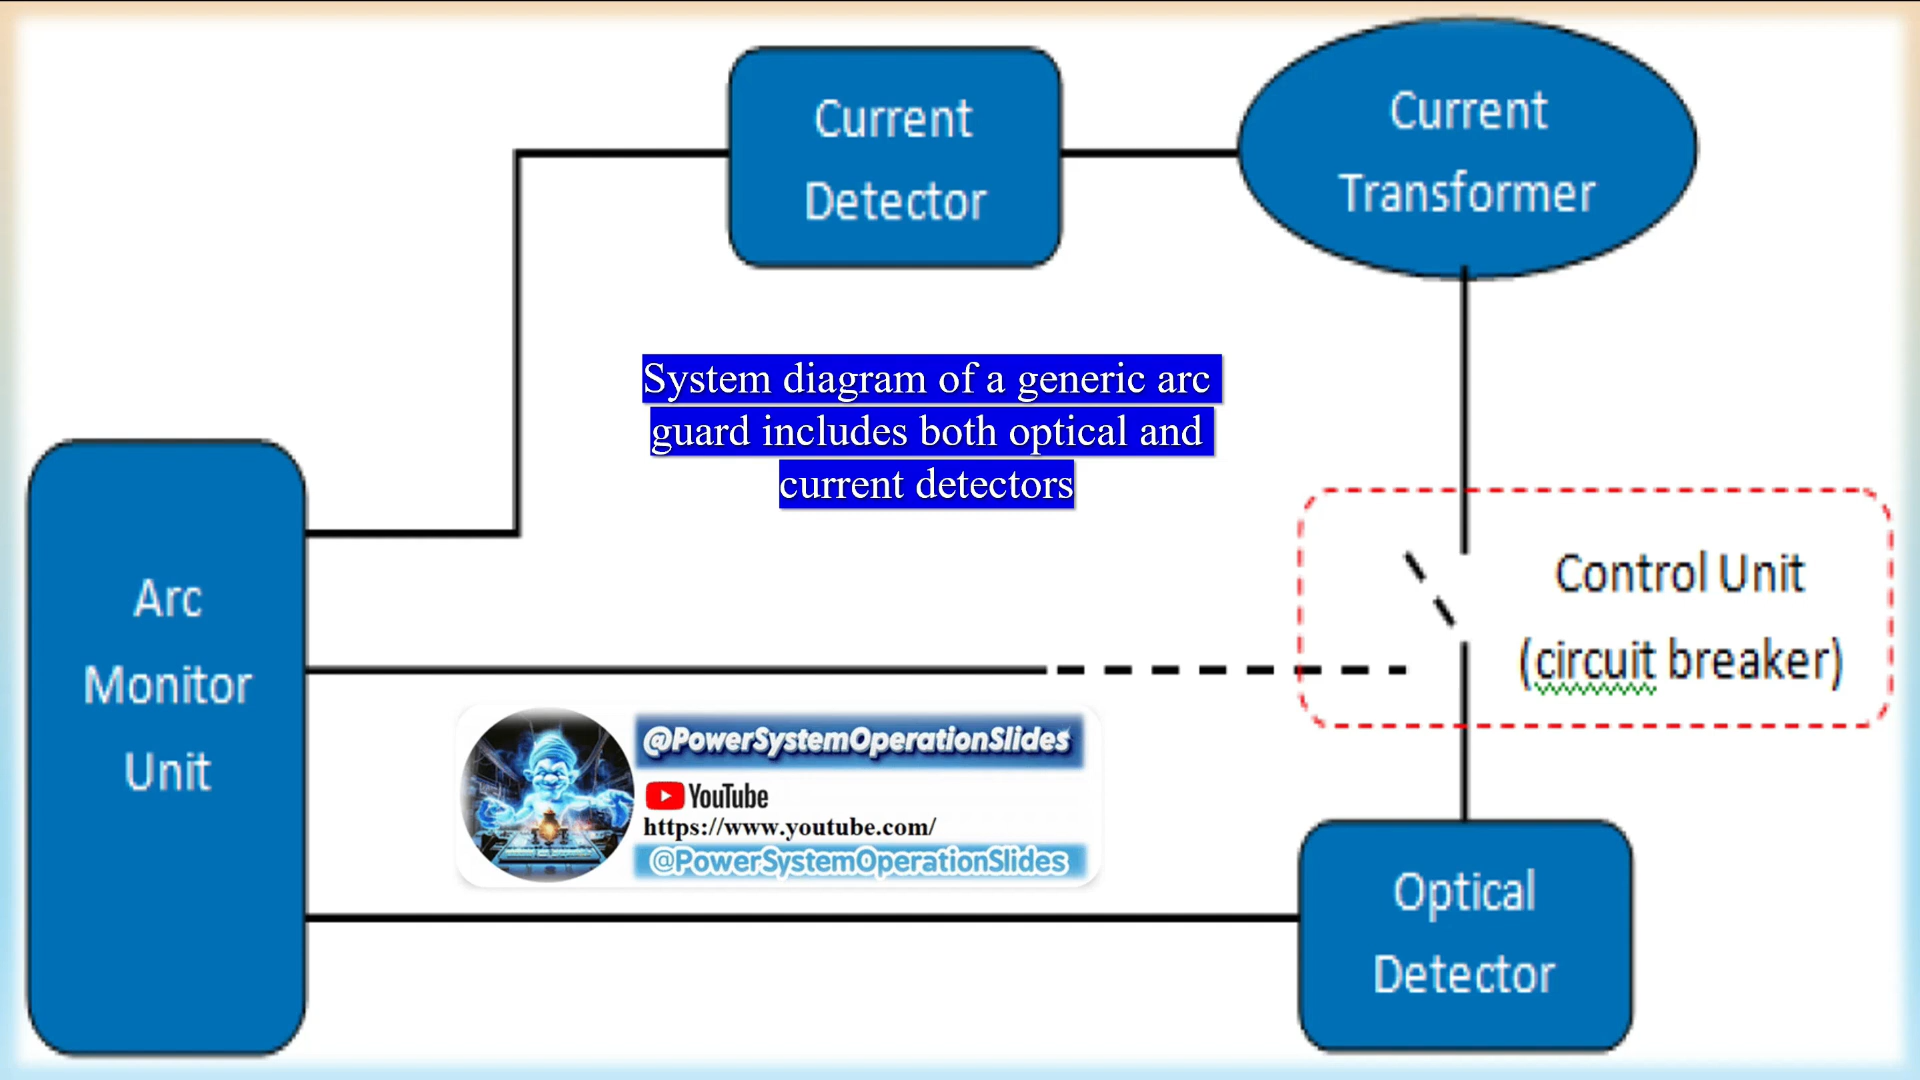 Current
Detector
Current
Transformer
System diagram of a generic arc
guard includes both optical and
current detectors
Arc
Monitor
Unit
Control Unit
(circuit breaker)
@PowerSystemOperationSlides
YouTube
https://www.youtube.com/
@PowerSystemOperationSlides
Optical
Detector